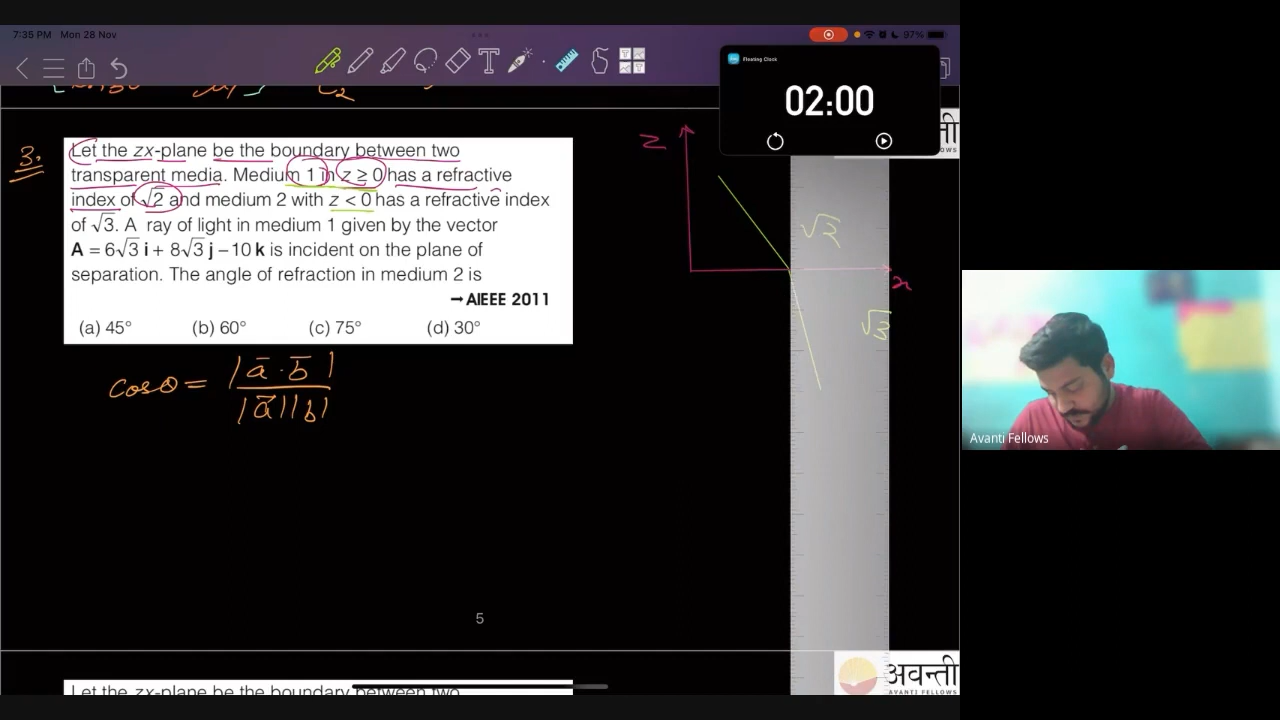 7:35 PM Mon 28 Nov
97%
Floating Clock
02:00
3.
Let the zx-plane be the boundary between two
transparent media. Medium 1 in z ≥ 0 has a refractive
index of √2 and medium 2 with z < 0 has a refractive index
of √3. A ray of light in medium 1 given by the vector
A = 6√3 i + 8√3 j − 10 k is incident on the plane of
separation. The angle of refraction in medium 2 is
→ AIEEE 2011
(a) 45° (b) 60° (c) 75° (d) 30°
cosθ = |a̅ · b̅| / |a̅||b|
z
√2
x
√3
5
Let the zx-plane be the boundary between two
अवन्ती
AVANTI FELLOWS
Avanti Fellows